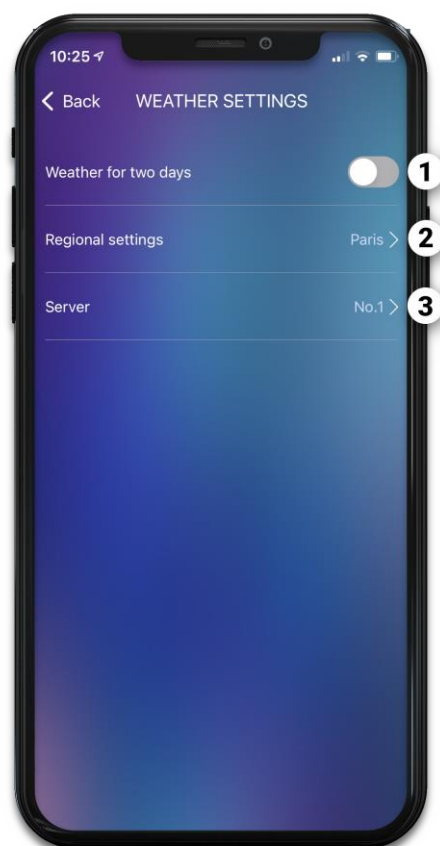 10:25
Back WEATHER SETTINGS
Weather for two days 1
Regional settings Paris 2
Server No.1 3